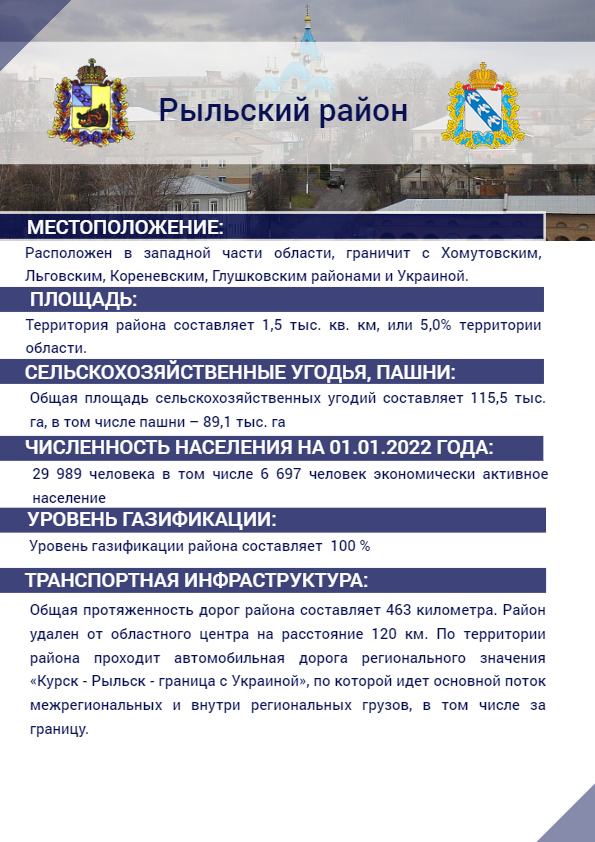 Рыльский район
МЕСТОПОЛОЖЕНИЕ:
Расположен в западной части области, граничит с Хомутовским,
Льговским, Кореневским, Глушковским районами и Украиной.
ПЛОЩАДЬ:
Территория района составляет 1,5 тыс. кв. км, или 5,0% территории
области.
СЕЛЬСКОХОЗЯЙСТВЕННЫЕ УГОДЬЯ, ПАШНИ:
Общая площадь сельскохозяйственных угодий составляет 115,5 тыс.
га, в том числе пашни – 89,1 тыс. га
ЧИСЛЕННОСТЬ НАСЕЛЕНИЯ НА 01.01.2022 ГОДА:
29 989 человека в том числе 6 697 человек экономически активное
население
УРОВЕНЬ ГАЗИФИКАЦИИ:
Уровень газификации района составляет 100 %
ТРАНСПОРТНАЯ ИНФРАСТРУКТУРА:
Общая протяженность дорог района составляет 463 километра. Район
удален от областного центра на расстояние 120 км. По территории
района проходит автомобильная дорога регионального значения
«Курск - Рыльск - граница с Украиной», по которой идет основной поток
межрегиональных и внутри региональных грузов, в том числе за
границу.